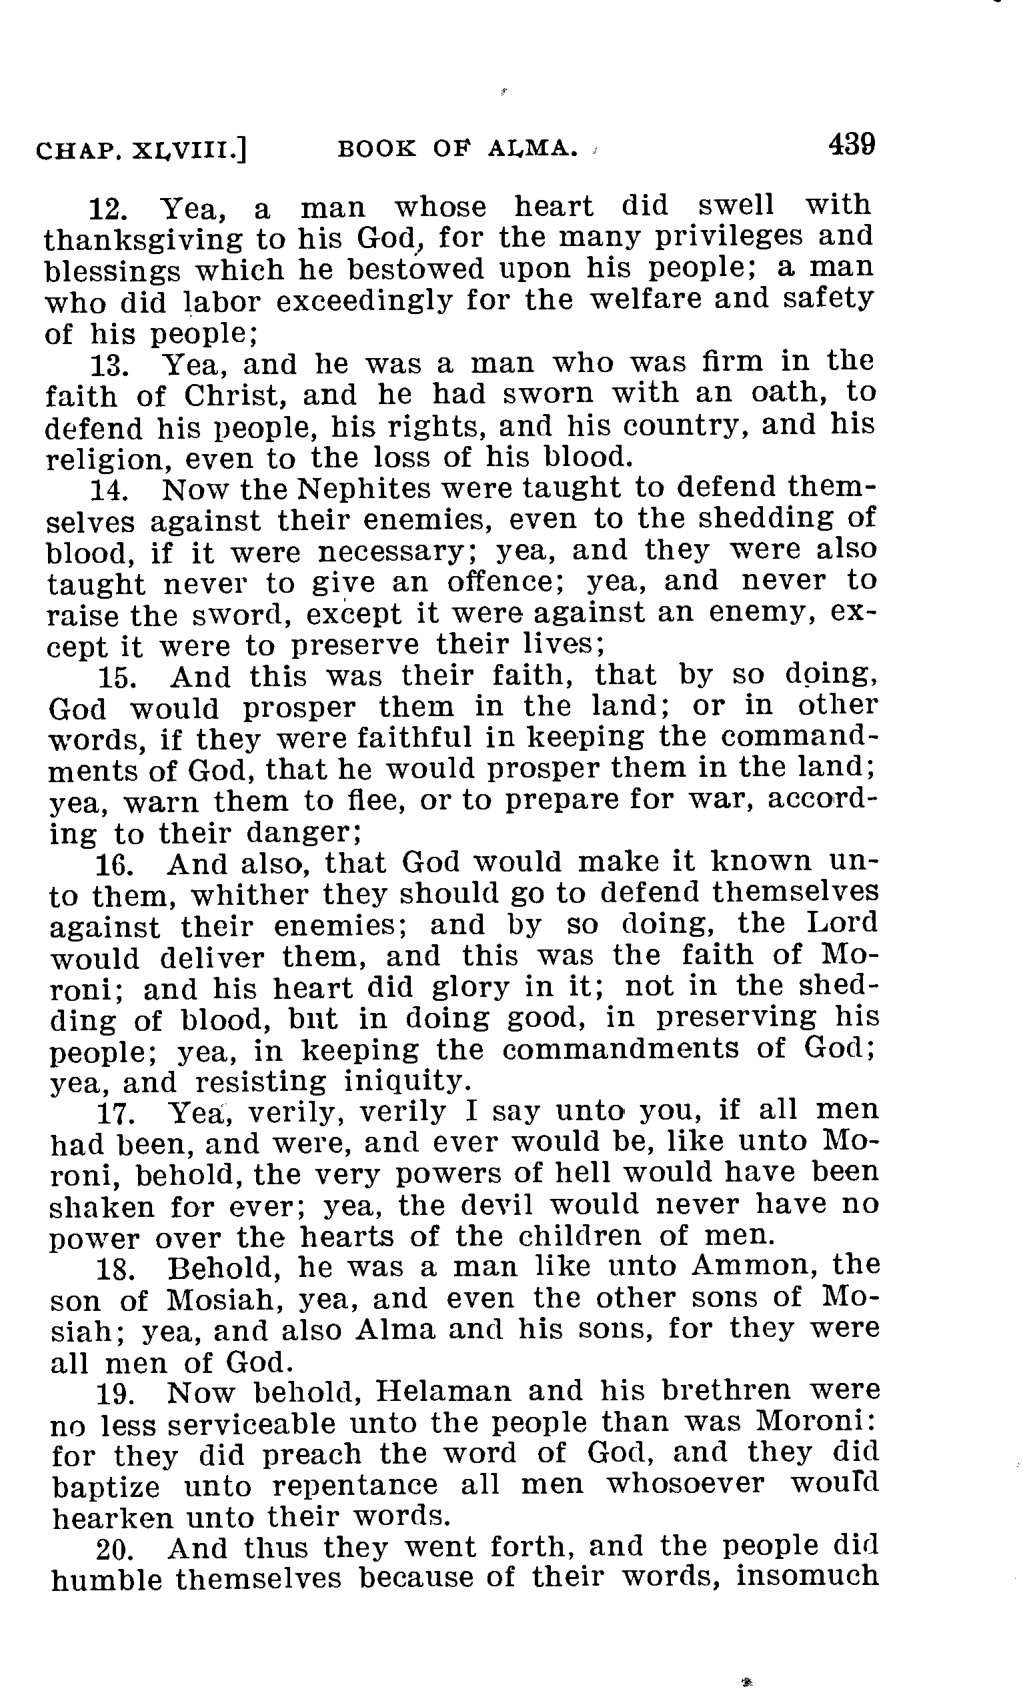 CHAP. XLVIII.] BOOK OF ALMA. 439
12. Yea, a man whose heart did swell with
thanksgiving to his God, for the many privileges and
blessings which he bestowed upon his people; a man
who did labor exceedingly for the welfare and safety
of his people;
13. Yea, and he was a man who was firm in the
faith of Christ, and he had sworn with an oath, to
defend his people, his rights, and his country, and his
religion, even to the loss of his blood.
14. Now the Nephites were taught to defend them-
selves against their enemies, even to the shedding of
blood, if it were necessary; yea, and they were also
taught never to give an offence; yea, and never to
raise the sword, except it were against an enemy, ex-
cept it were to preserve their lives;
15. And this was their faith, that by so doing,
God would prosper them in the land; or in other
words, if they were faithful in keeping the command-
ments of God, that he would prosper them in the land;
yea, warn them to flee, or to prepare for war, accord-
ing to their danger;
16. And also, that God would make it known un-
to them, whither they should go to defend themselves
against their enemies; and by so doing, the Lord
would deliver them, and this was the faith of Mo-
roni; and his heart did glory in it; not in the shed-
ding of blood, but in doing good, in preserving his
people; yea, in keeping the commandments of God;
yea, and resisting iniquity.
17. Yea, verily, verily I say unto you, if all men
had been, and were, and ever would be, like unto Mo-
roni, behold, the very powers of hell would have been
shaken for ever; yea, the devil would never have no
power over the hearts of the children of men.
18. Behold, he was a man like unto Ammon, the
son of Mosiah, yea, and even the other sons of Mo-
siah; yea, and also Alma and his sons, for they were
all men of God.
19. Now behold, Helaman and his brethren were
no less serviceable unto the people than was Moroni:
for they did preach the word of God, and they did
baptize unto repentance all men whosoever would
hearken unto their words.
20. And thus they went forth, and the people did
humble themselves because of their words, insomuch